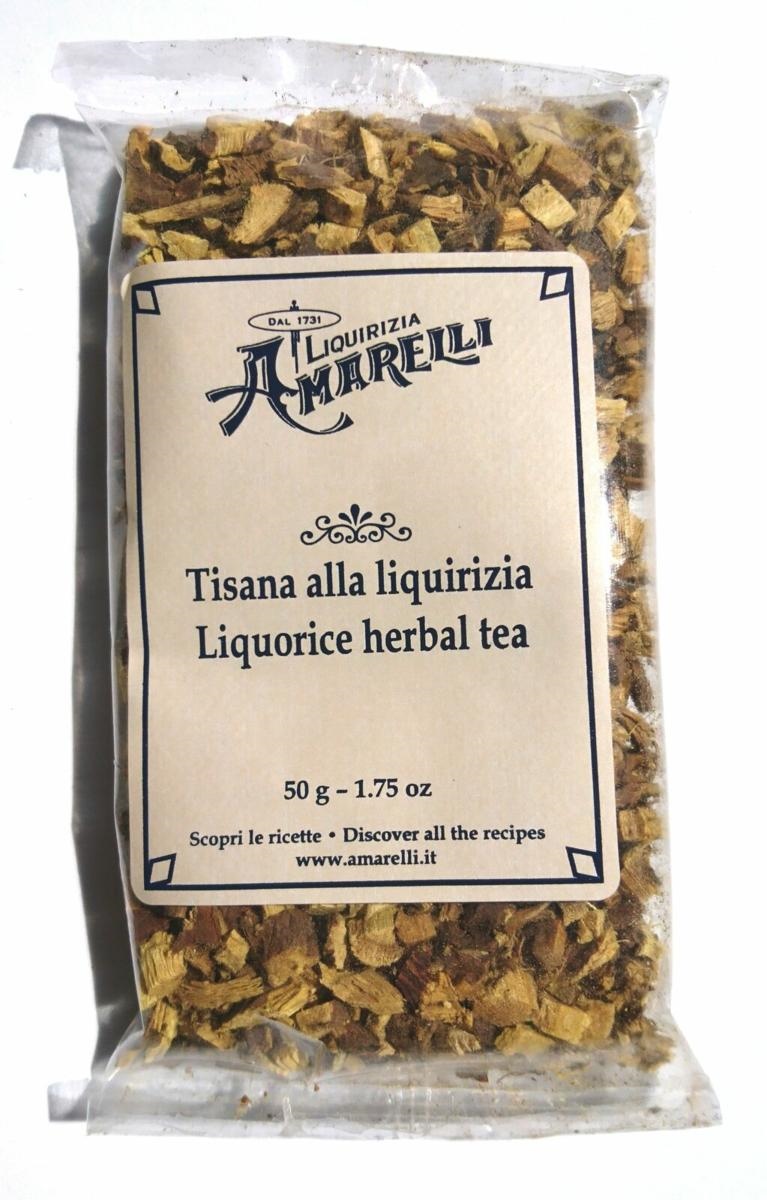 DAL 1731
LIQUIRIZIA
AMARELLI
Tisana alla liquirizia
Liquorice herbal tea
50 g – 1.75 oz
Scopri le ricette • Discover all the recipes
www.amarelli.it